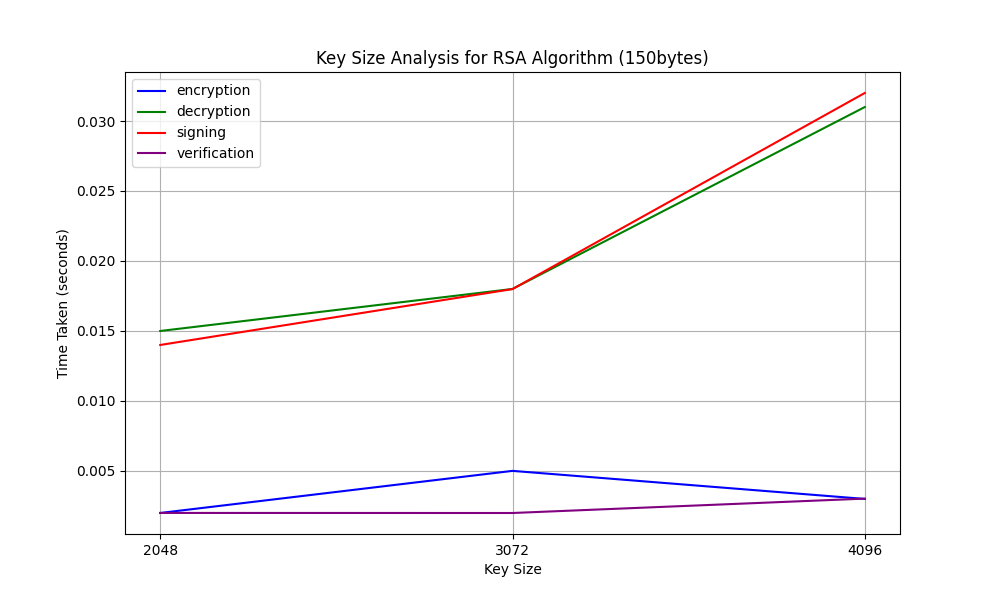 Key Size Analysis for RSA Algorithm (150bytes)
encryption
decryption
signing
verification
0.030
0.025
0.020
0.015
0.010
0.005
Time Taken (seconds)
2048 3072 4096
Key Size